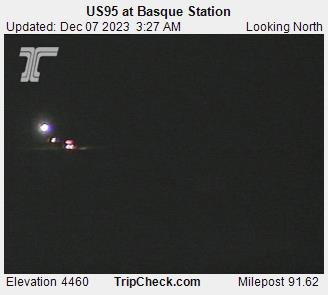 US95 at Basque Station
Updated: Dec 07 2023 3:27 AM Looking North
Elevation 4460 TripCheck.com Milepost 91.62